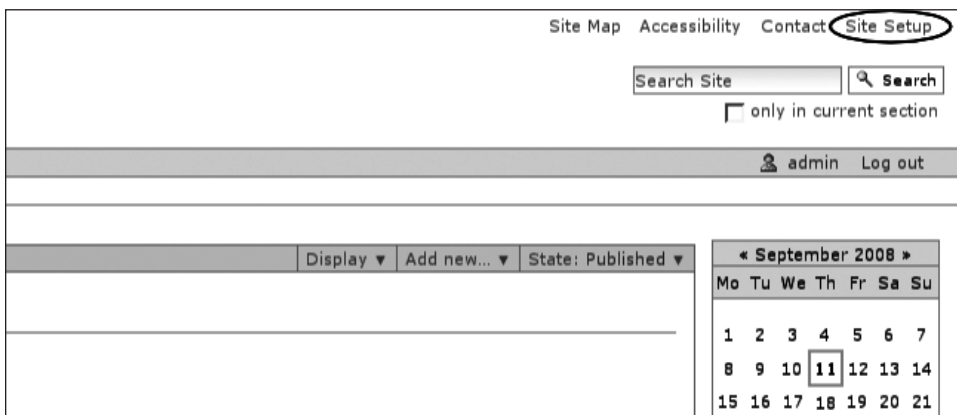 Site Map Accessibility Contact Site Setup
Search Site Search
only in current section
admin Log out
Display ▼ Add new... ▼ State: Published ▼
« September 2008 »
Mo Tu We Th Fr Sa Su
1 2 3 4 5 6 7
8 9 10 11 12 13 14
15 16 17 18 19 20 21